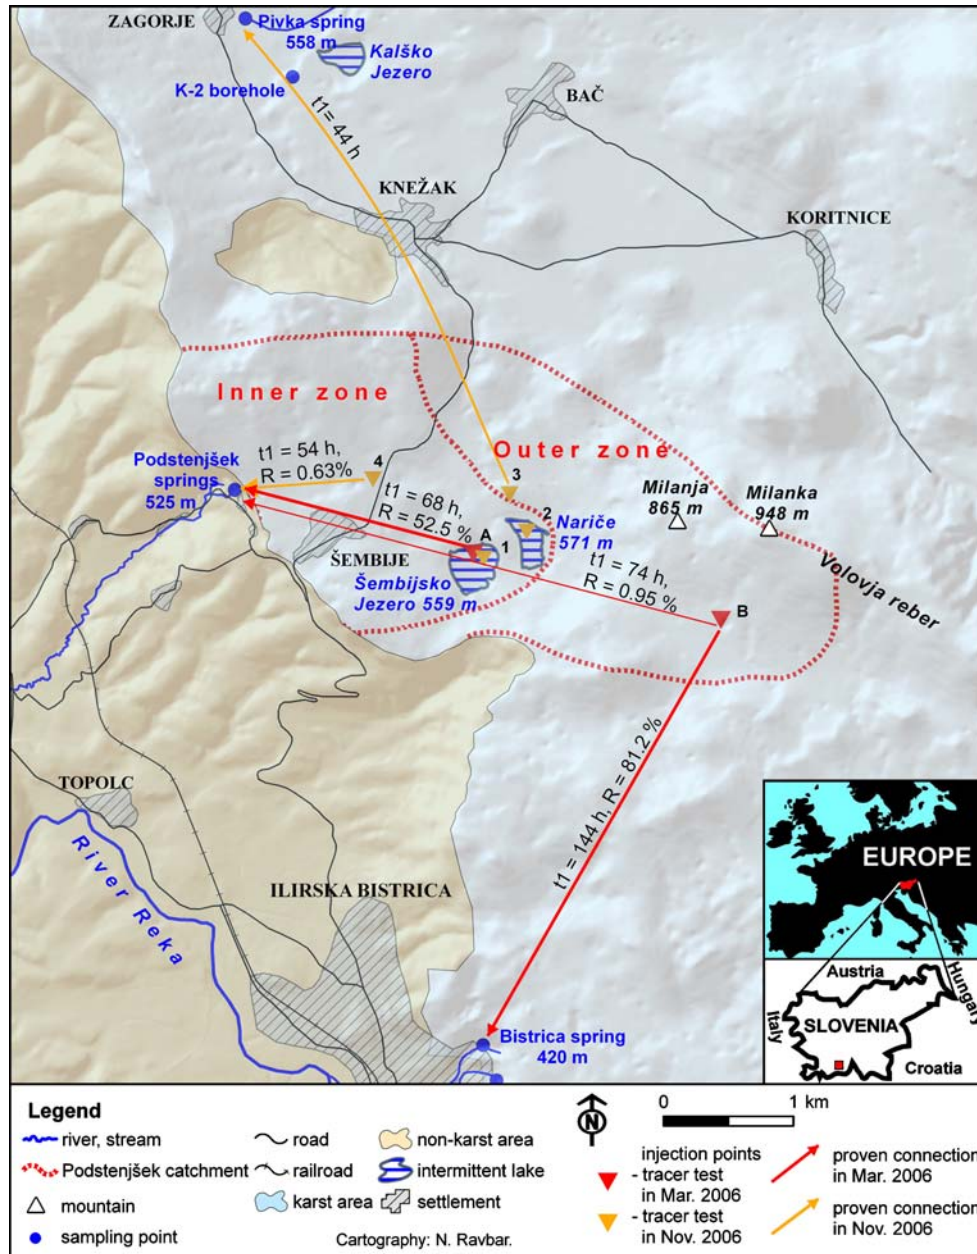 ZAGORJE
Pivka spring
558 m
Kalško
Jezero
K-2 borehole
BAČ
t1= 44 h
KNEŽAK
KORITNICE
Inner zone
Outer zone
t1 = 54 h,
R = 0.63%
4
3
Podstenjšek
springs
525 m
t1 = 68 h,
R = 52.5 %
Milanja
865 m
Milanka
948 m
2
Nariče
571 m
A
1
ŠEMBIJE
Šembijsko
Jezero 559 m
t1 = 74 h,
R = 0.95 %
Volovja reber
B
t1 = 144 h, R = 81.2 %
TOPOLC
River Reka
ILIRSKA BISTRICA
Bistrica spring
420 m
EUROPE
Austria
Hungary
Italy
SLOVENIA
Croatia
Legend
river, stream
Podstenjšek catchment
mountain
sampling point
road
railroad
karst area
non-karst area
intermittent lake
settlement
Cartography: N. Ravbar.
N
0 1 km
injection points
- tracer test
in Mar. 2006
- tracer test
in Nov. 2006
proven connection
in Mar. 2006
proven connection
in Nov. 2006